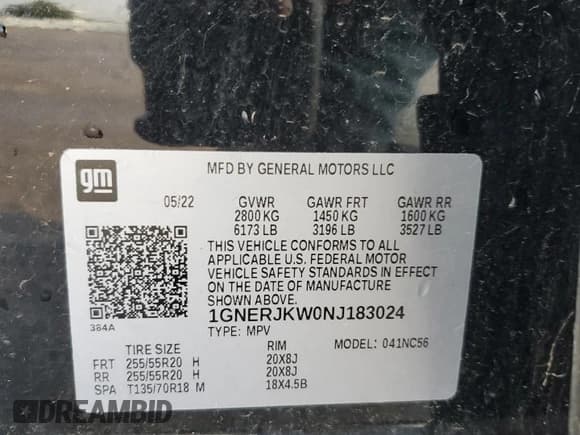 gm
MFD BY GENERAL MOTORS LLC
05/22 GVWR GAWR FRT GAWR RR
2800 KG 1450 KG 1600 KG
6173 LB 3196 LB 3527 LB
THIS VEHICLE CONFORMS TO ALL
APPLICABLE U.S. FEDERAL MOTOR
VEHICLE SAFETY STANDARDS IN EFFECT
ON THE DATE OF MANUFACTURE
SHOWN ABOVE.
384A
1GNERJKW0NJ183024
TYPE: MPV MODEL: 041NC56
TIRE SIZE RIM
FRT 255/55R20 H 20X8J
RR 255/55R20 H 20X8J
SPA T135/70R18 M 18X4.5B
DREAMBID